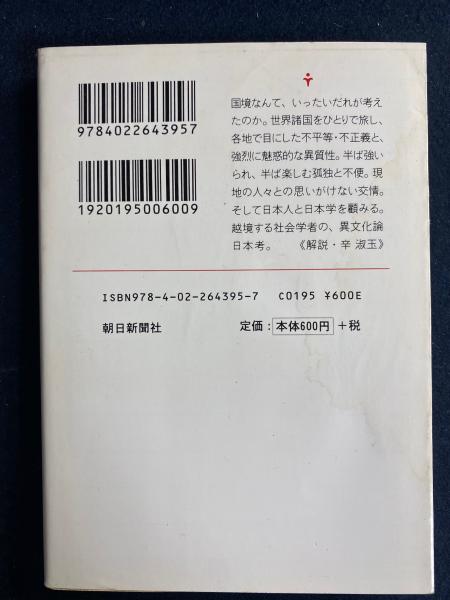 9784022643957
1920195006009
国境なんて、いったいだれが考え
たのか。世界諸国をひとりで旅し、
各地で目にした不平等・不正義と、
強烈に魅惑的な異質性。半ば強い
られ、半ば楽しむ孤独と不便。現
地の人々との思いがけない交情。
そして日本人と日本学を顧みる。
越境する社会学者の、異文化論
日本考。 《解説・辛 淑玉》
ISBN978-4-02-264395-7 C0195 ¥600E
朝日新聞社 定価：本体600円+税